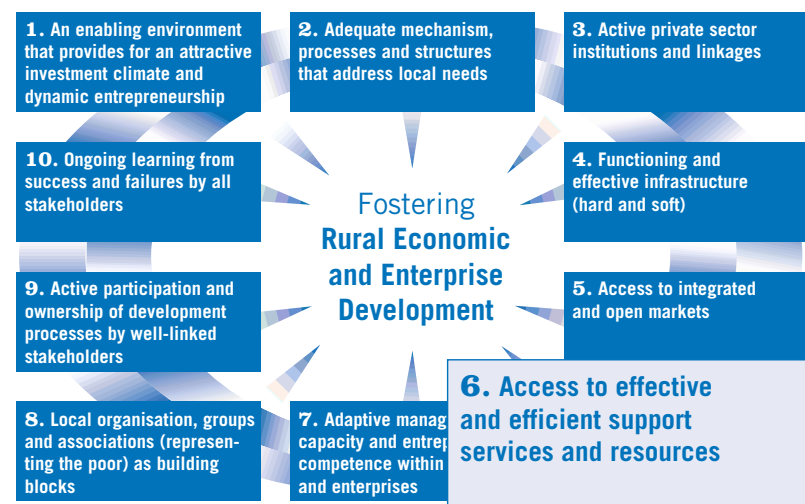 1. An enabling environment
that provides for an attractive
investment climate and
dynamic entrepreneurship
2. Adequate mechanism,
processes and structures
that address local needs
3. Active private sector
institutions and linkages
10. Ongoing learning from
success and failures by all
stakeholders
Fostering
Rural Economic
and Enterprise
Development
4. Functioning and
effective infrastructure
(hard and soft)
9. Active participation and
ownership of development
processes by well-linked
stakeholders
5. Access to integrated
and open markets
8. Local organisation, groups
and associations (represen-
ting the poor) as building
blocks
7. Adaptive
capacity and
competence within
and enterprises
6. Access to effective
and efficient support
services and resources